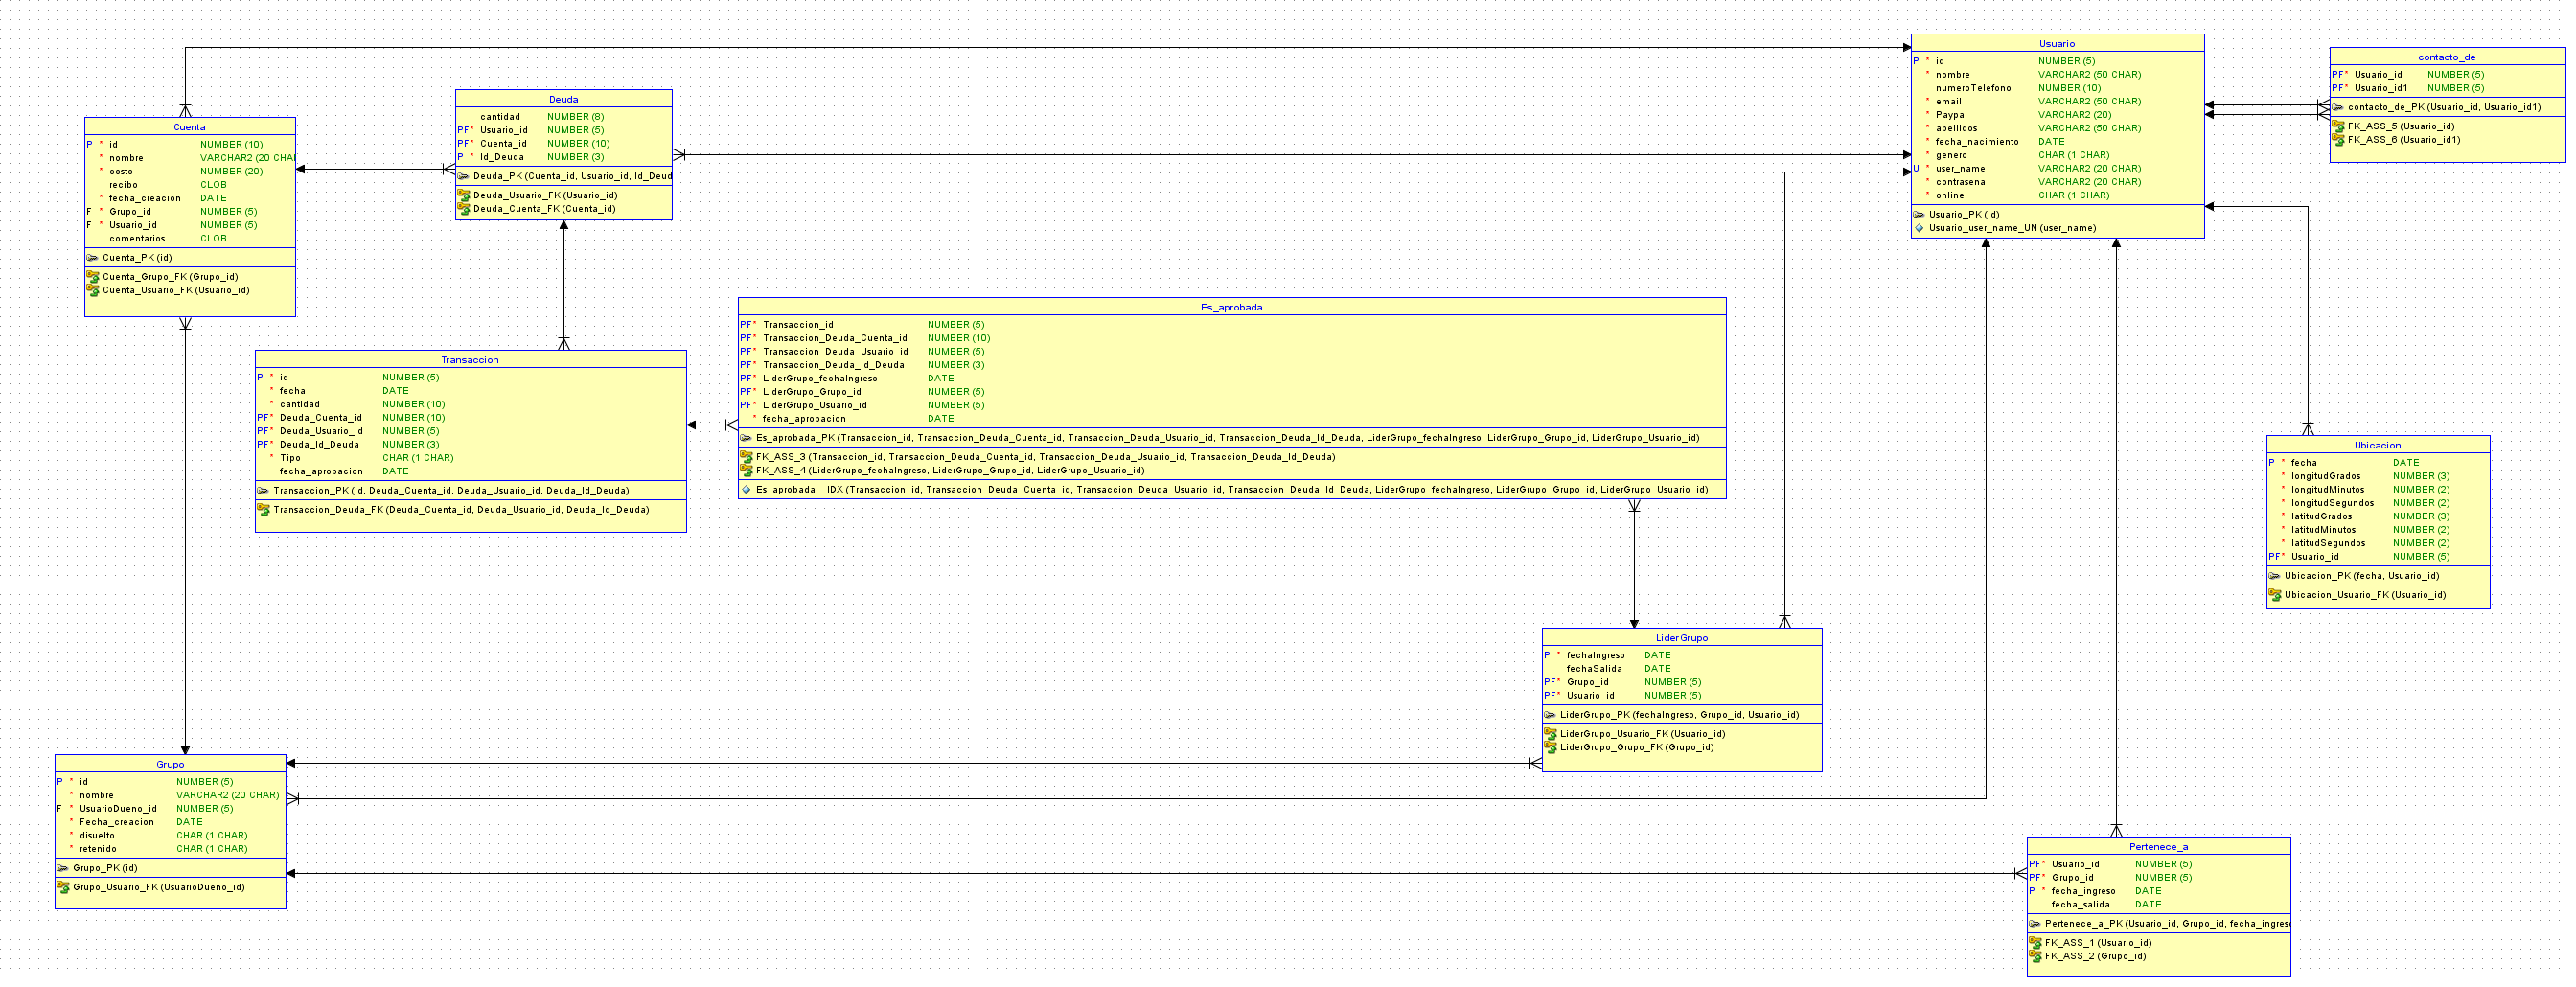 Cuenta
P * id NUMBER (10)
* nombre VARCHAR2 (20 CHA
* costo NUMBER (20)
recibo CLOB
* fecha_creacion DATE
F * Grupo_id NUMBER (5)
F * Usuario_id NUMBER (5)
comentarios CLOB
Cuenta_PK (id)
Cuenta_Grupo_FK (Grupo_id)
Cuenta_Usuario_FK (Usuario_id)
Deuda
cantidad NUMBER (8)
PF* Usuario_id NUMBER (5)
PF* Cuenta_id NUMBER (10)
P * Id_Deuda NUMBER (3)
Deuda_PK (Cuenta_id, Usuario_id, Id_Deud
Deuda_Usuario_FK (Usuario_id)
Deuda_Cuenta_FK (Cuenta_id)
Usuario
P * id NUMBER (5)
* nombre VARCHAR2 (50 CHAR)
numeroTelefono NUMBER (10)
* email VARCHAR2 (50 CHAR)
* Paypal VARCHAR2 (20)
* apellidos VARCHAR2 (50 CHAR)
* fecha_nacimiento DATE
* genero CHAR (1 CHAR)
U * user_name VARCHAR2 (20 CHAR)
* contrasena VARCHAR2 (20 CHAR)
* online CHAR (1 CHAR)
Usuario_PK (id)
Usuario_user_name_UN (user_name)
contacto_de
PF* Usuario_id NUMBER (5)
PF* Usuario_id1 NUMBER (5)
contacto_de_PK (Usuario_id, Usuario_id1)
FK_ASS_5 (Usuario_id)
FK_ASS_6 (Usuario_id1)
Transaccion
P * id NUMBER (5)
* fecha DATE
* cantidad NUMBER (10)
PF* Deuda_Cuenta_id NUMBER (10)
PF* Deuda_Usuario_id NUMBER (5)
PF* Deuda_Id_Deuda NUMBER (3)
* Tipo CHAR (1 CHAR)
fecha_aprobacion DATE
Transaccion_PK (id, Deuda_Cuenta_id, Deuda_Usuario_id, Deuda_Id_Deuda)
Transaccion_Deuda_FK (Deuda_Cuenta_id, Deuda_Usuario_id, Deuda_Id_Deuda)
Es_aprobada
PF* Transaccion_id NUMBER (5)
PF* Transaccion_Deuda_Cuenta_id NUMBER (10)
PF* Transaccion_Deuda_Usuario_id NUMBER (5)
PF* Transaccion_Deuda_Id_Deuda NUMBER (3)
PF* LiderGrupo_fechaIngreso DATE
PF* LiderGrupo_Grupo_id NUMBER (5)
PF* LiderGrupo_Usuario_id NUMBER (5)
* fecha_aprobacion DATE
Es_aprobada_PK (Transaccion_id, Transaccion_Deuda_Cuenta_id, Transaccion_Deuda_Usuario_id, Transaccion_Deuda_Id_Deuda, LiderGrupo_fechaIngreso, LiderGrupo_Grupo_id, LiderGrupo_Usuario_id)
FK_ASS_3 (Transaccion_id, Transaccion_Deuda_Cuenta_id, Transaccion_Deuda_Usuario_id, Transaccion_Deuda_Id_Deuda)
FK_ASS_4 (LiderGrupo_fechaIngreso, LiderGrupo_Grupo_id, LiderGrupo_Usuario_id)
Es_aprobada__IDX (Transaccion_id, Transaccion_Deuda_Cuenta_id, Transaccion_Deuda_Usuario_id, Transaccion_Deuda_Id_Deuda, LiderGrupo_fechaIngreso, LiderGrupo_Grupo_id, LiderGrupo_Usuario_id)
Ubicacion
P * fecha DATE
* longitudGrados NUMBER (3)
* longitudMinutos NUMBER (2)
* longitudSegundos NUMBER (2)
* latitudGrados NUMBER (3)
* latitudMinutos NUMBER (2)
* latitudSegundos NUMBER (2)
PF* Usuario_id NUMBER (5)
Ubicacion_PK (fecha, Usuario_id)
Ubicacion_Usuario_FK (Usuario_id)
LiderGrupo
P * fechaIngreso DATE
fechaSalida DATE
PF* Grupo_id NUMBER (5)
PF* Usuario_id NUMBER (5)
LiderGrupo_PK (fechaIngreso, Grupo_id, Usuario_id)
LiderGrupo_Usuario_FK (Usuario_id)
LiderGrupo_Grupo_FK (Grupo_id)
Grupo
P * id NUMBER (5)
* nombre VARCHAR2 (20 CHAR)
F * UsuarioDueno_id NUMBER (5)
* Fecha_creacion DATE
* disuelto CHAR (1 CHAR)
* retenido CHAR (1 CHAR)
Grupo_PK (id)
Grupo_Usuario_FK (UsuarioDueno_id)
Pertenece_a
PF* Usuario_id NUMBER (5)
PF* Grupo_id NUMBER (5)
P * fecha_ingreso DATE
fecha_salida DATE
Pertenece_a_PK (Usuario_id, Grupo_id, fecha_ingres
FK_ASS_1 (Usuario_id)
FK_ASS_2 (Grupo_id)